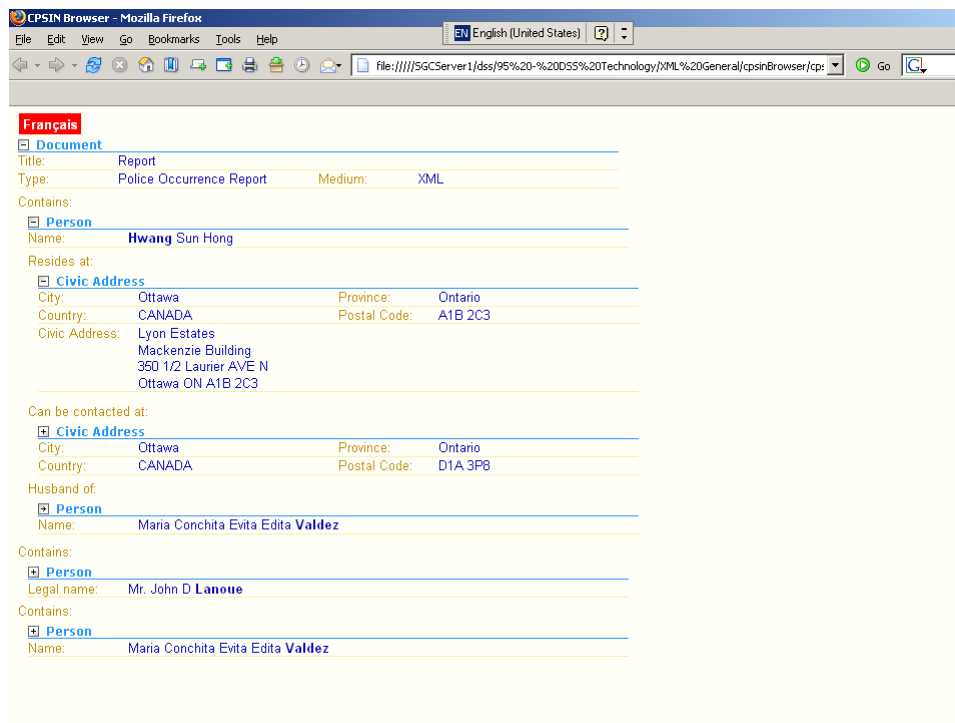 CPSIN Browser - Mozilla Firefox
EN English (United States)
File Edit View Go Bookmarks Tools Help
file://///SGCServer1/dss/95%20-%20DSS%20Technology/XML%20General/cpsinBrowser/cps Go G
Français
Document
Title: Report
Type: Police Occurrence Report Medium: XML
Contains:
Person
Name: Hwang Sun Hong
Resides at:
Civic Address
City: Ottawa Province: Ontario
Country: CANADA Postal Code: A1B 2C3
Civic Address: Lyon Estates
Mackenzie Building
350 1/2 Laurier AVE N
Ottawa ON A1B 2C3
Can be contacted at:
Civic Address
City: Ottawa Province: Ontario
Country: CANADA Postal Code: D1A 3P8
Husband of:
Person
Name: Maria Conchita Evita Edita Valdez
Contains:
Person
Legal name: Mr. John D Lanoue
Contains:
Person
Name: Maria Conchita Evita Edita Valdez